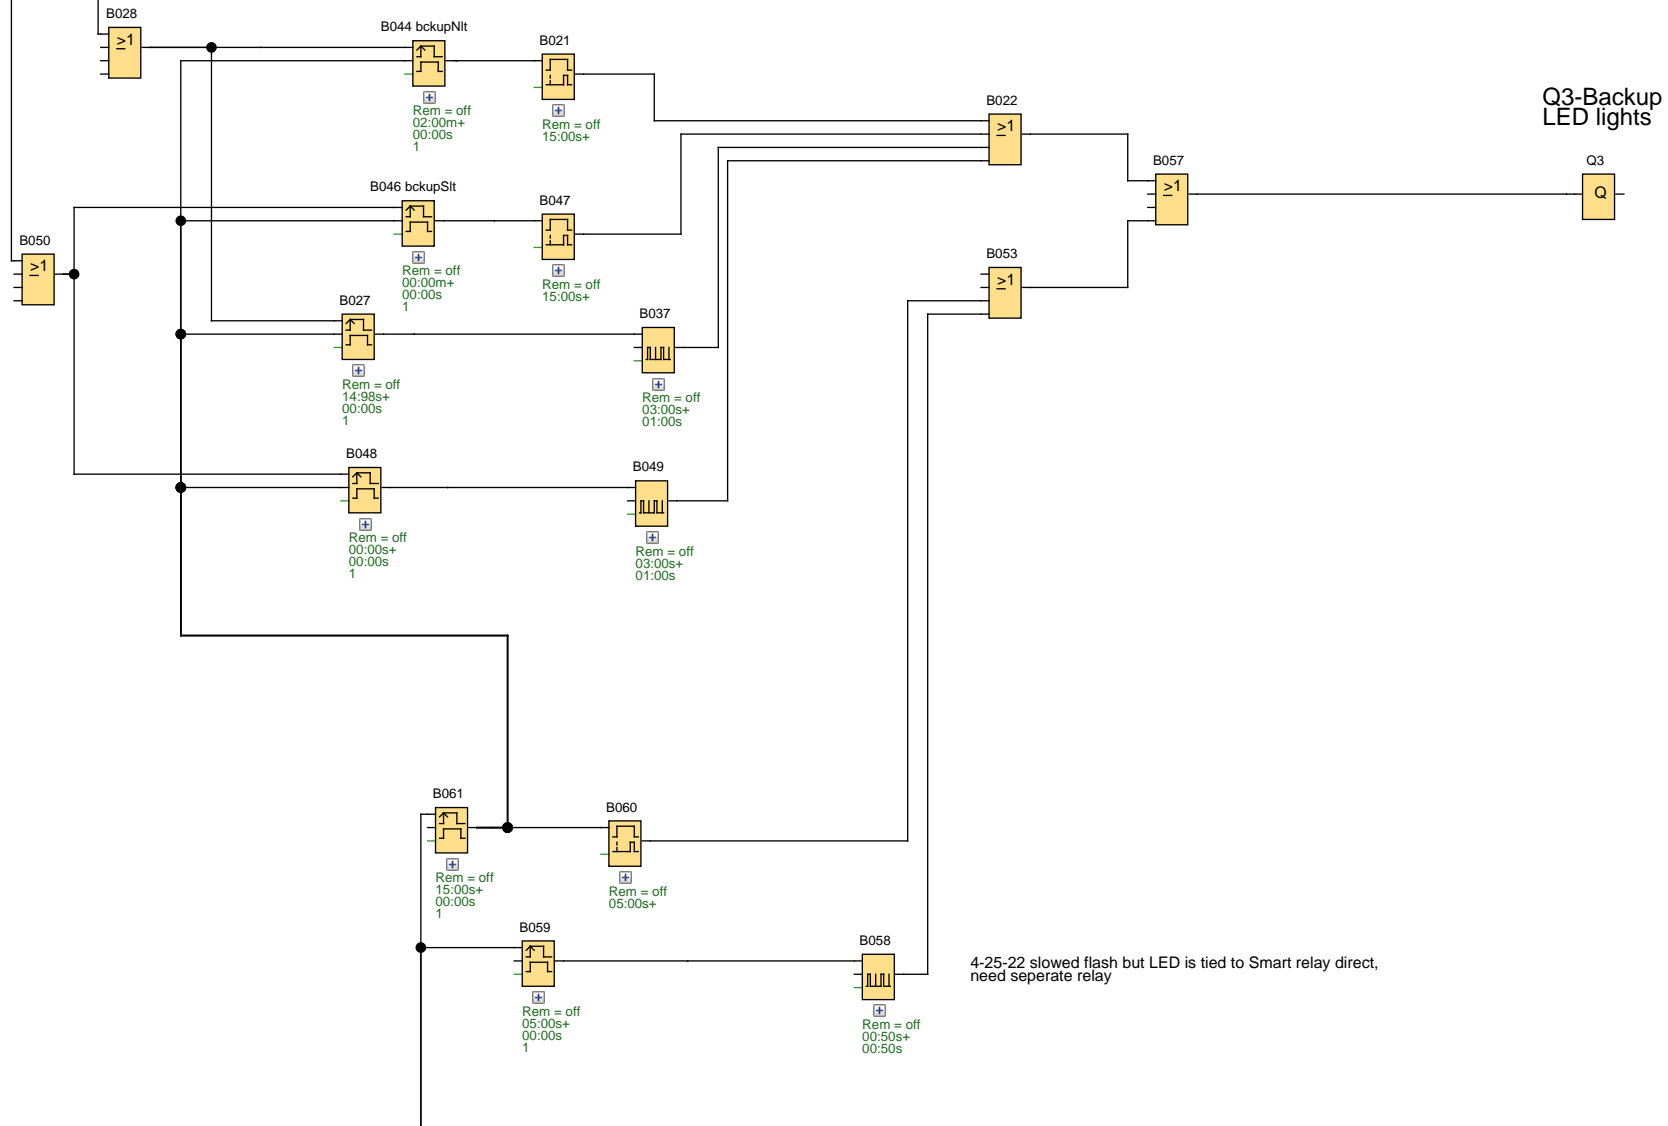 B028
≥1
B044 bckupNlt
Rem = off
02:00m+
00:00s
1
B021
Rem = off
15:00s+
B022
≥1
Q3-Backup
LED lights
B057
≥1
Q3
Q
B046 bckupSlt
Rem = off
00:00m+
00:00s
1
B047
Rem = off
15:00s+
B050
≥1
B053
≥1
B027
Rem = off
14:98s+
00:00s
1
B037
Rem = off
03:00s+
01:00s
B048
Rem = off
00:00s+
00:00s
1
B049
Rem = off
03:00s+
01:00s
B061
Rem = off
15:00s+
00:00s
1
B060
Rem = off
05:00s+
B059
Rem = off
05:00s+
00:00s
1
B058
Rem = off
00:50s+
00:50s
4-25-22 slowed flash but LED is tied to Smart relay direct,
need seperate relay